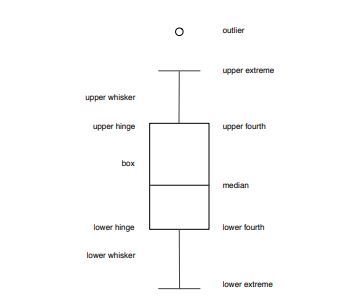 outlier
upper extreme
upper whisker
upper hinge
upper fourth
box
median
lower hinge
lower fourth
lower whisker
lower extreme